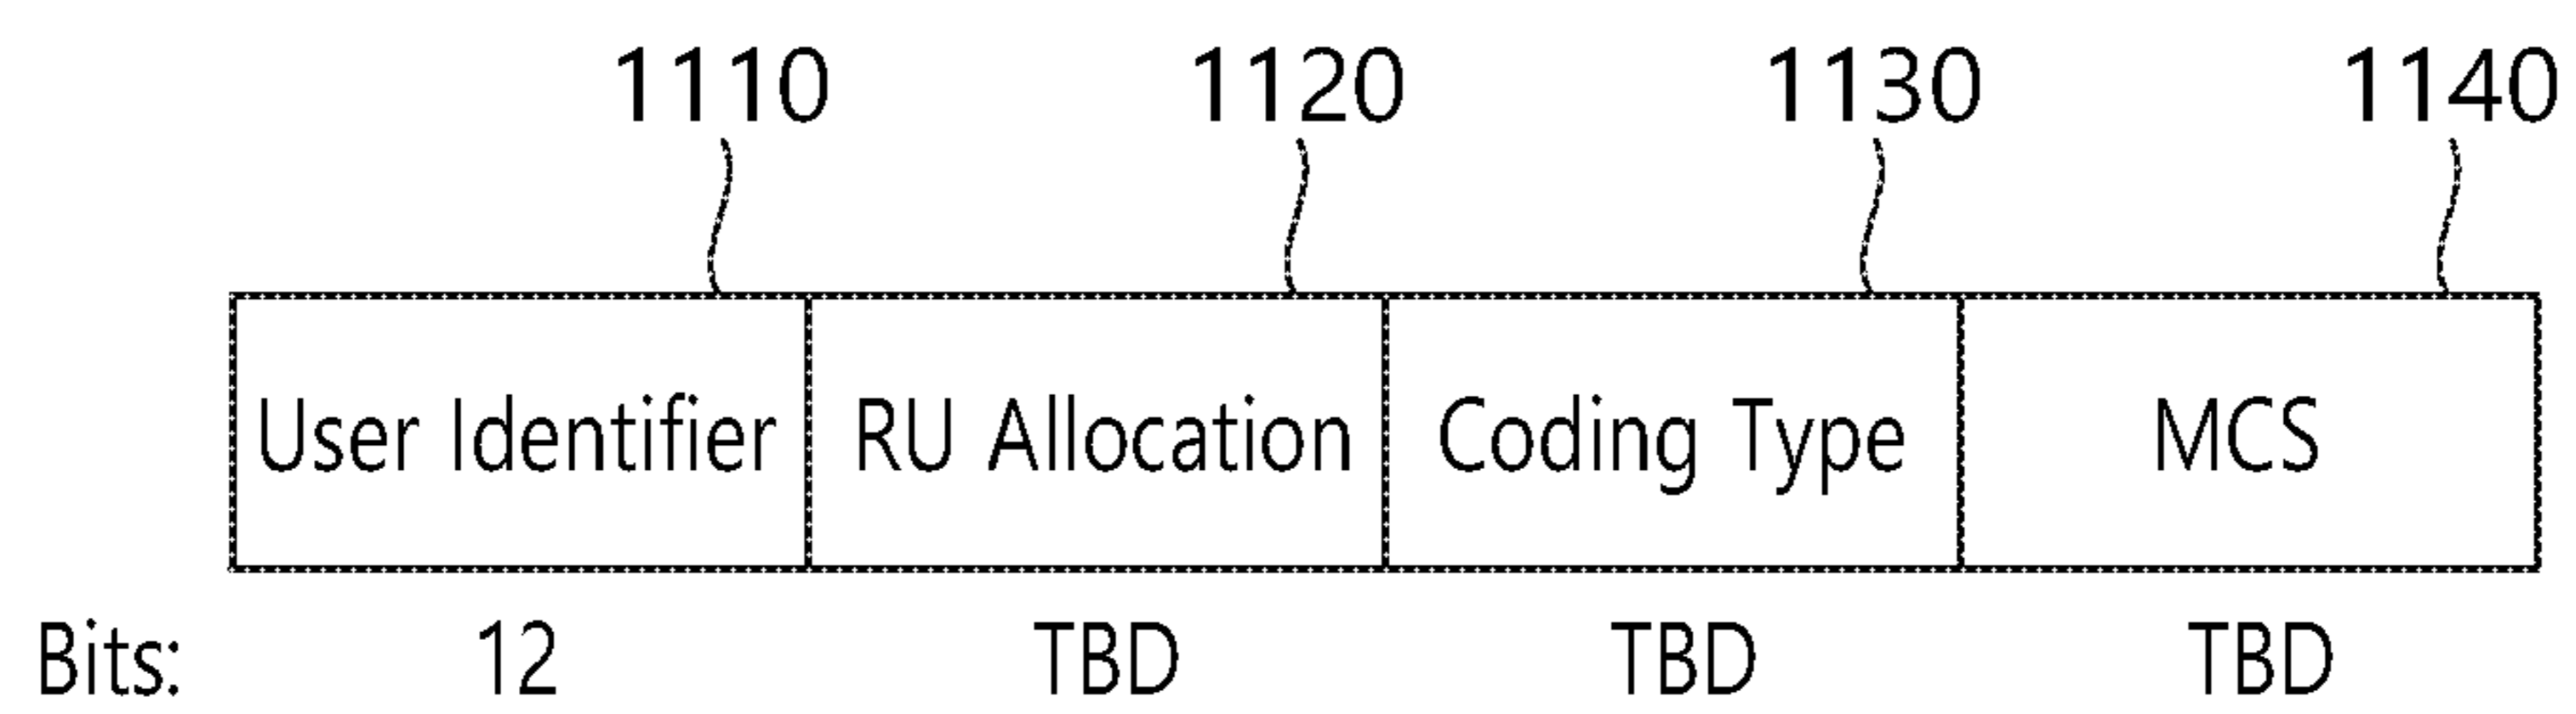 1110 1120 1130 1140
User Identifier RU Allocation Coding Type MCS
Bits: 12 TBD TBD TBD